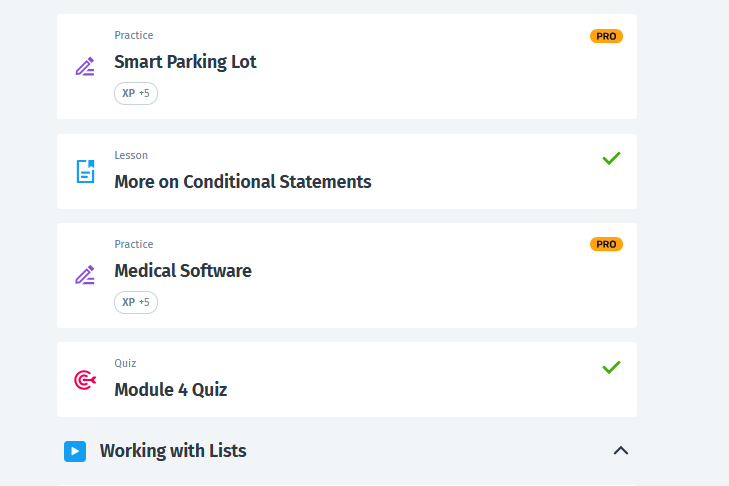 Practice
PRO
Smart Parking Lot
XP +5
Lesson
More on Conditional Statements
Practice
PRO
Medical Software
XP +5
Quiz
Module 4 Quiz
Working with Lists